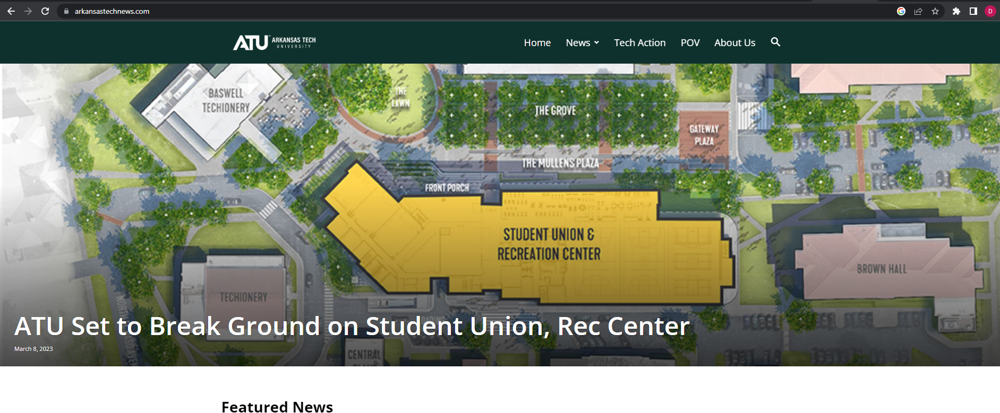 arkansastechnews.com
D
ATU ARKANSAS TECH
UNIVERSITY
Home News Tech Action POV About Us
BASWELL
TECHIONERY
THE
LAWN
THE GROVE
GATEWAY
PLAZA
THE MULLENS PLAZA
FRONT PORCH
STUDENT UNION &
RECREATION CENTER
BROWN HALL
TECHIONERY
CENTRAL
ATU Set to Break Ground on Student Union, Rec Center
March 8, 2023
Featured News